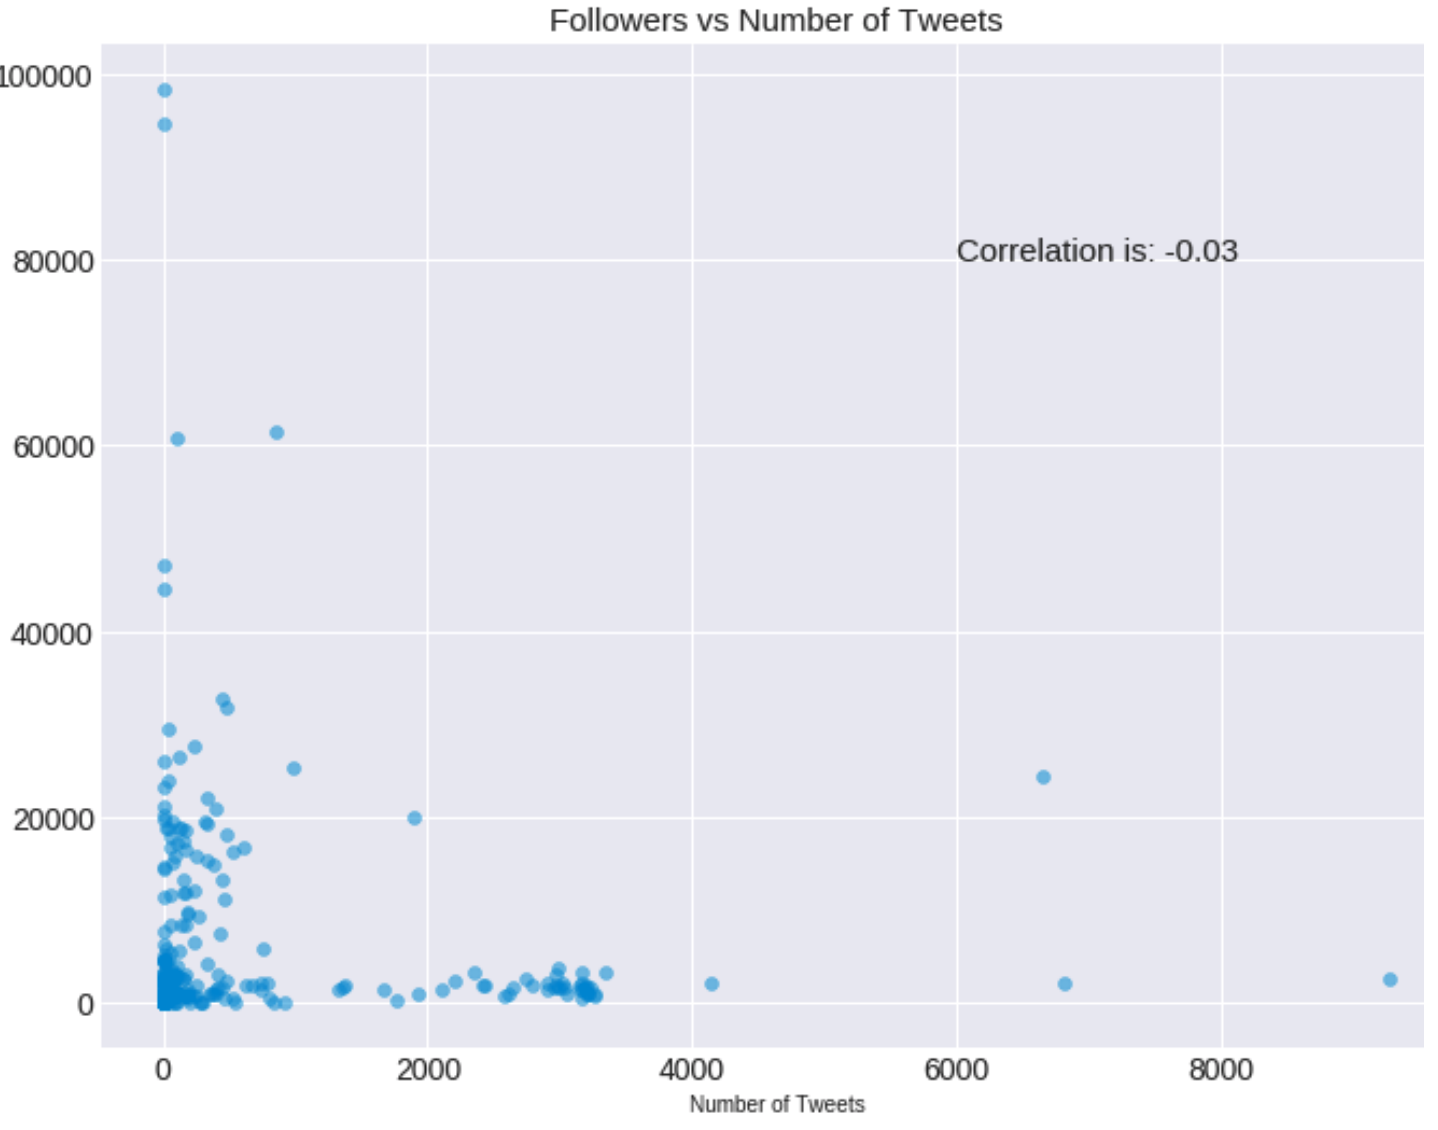 Followers vs Number of Tweets
100000
80000
Correlation is: -0.03
60000
40000
20000
0
0 2000 4000 6000 8000
Number of Tweets